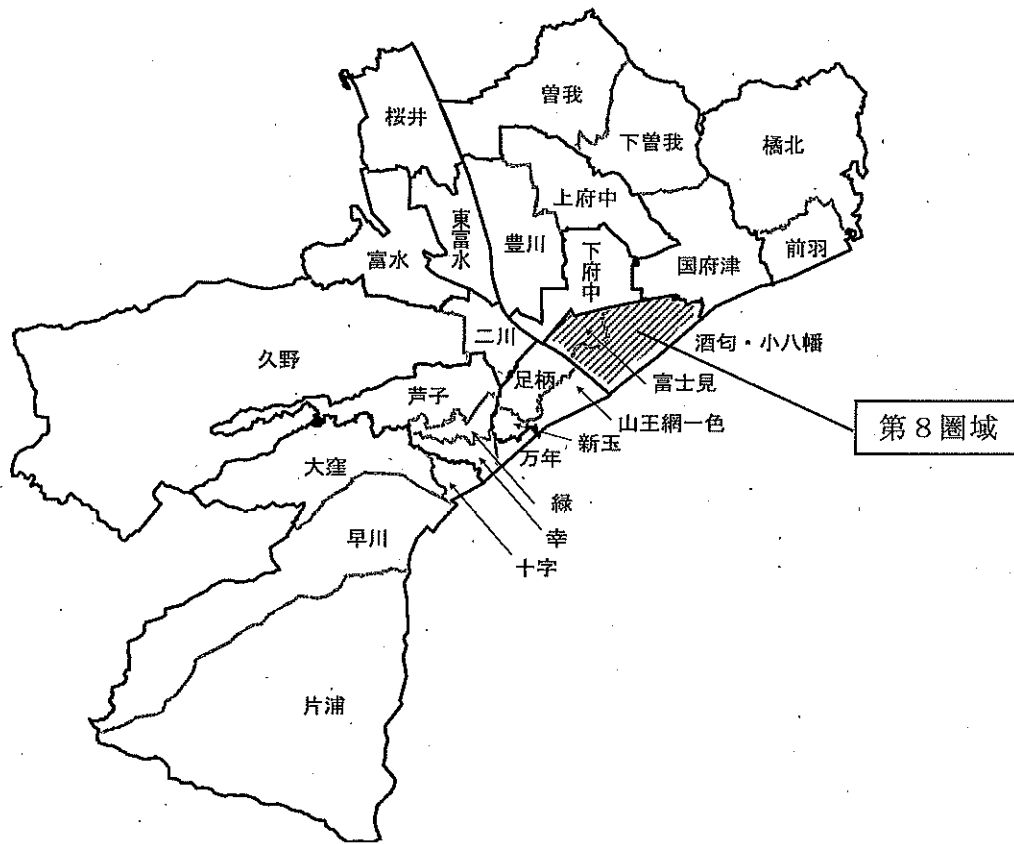 曽我
桜井
下曽我
橘北
上府中
東富水
豊川
下府中
前羽
富水
国府津
二川
酒匂・小八幡
久野
足柄
富士見
芦子
山王網一色
第8圏域
新玉
万年
大窪
緑
幸
早川
十字
片浦